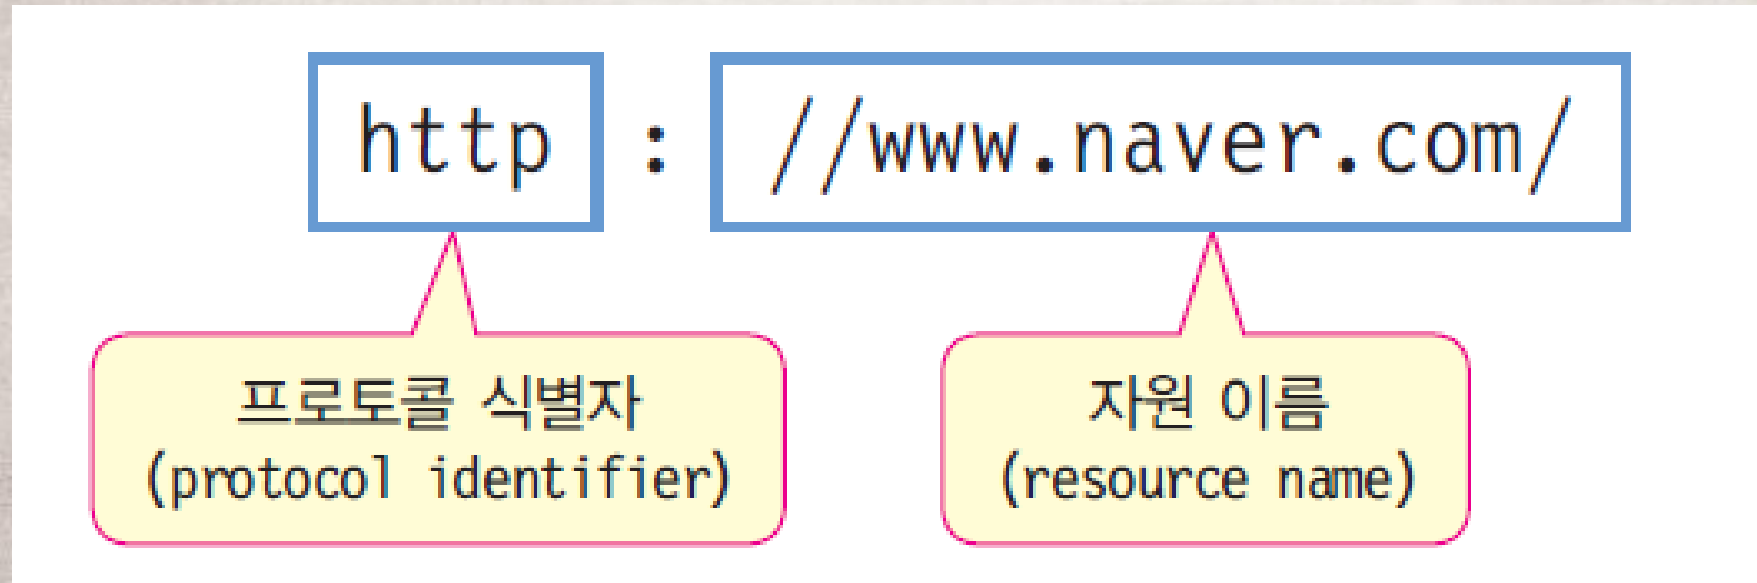 http : //www.naver.com/
프로토콜 식별자
(protocol identifier)
자원 이름
(resource name)